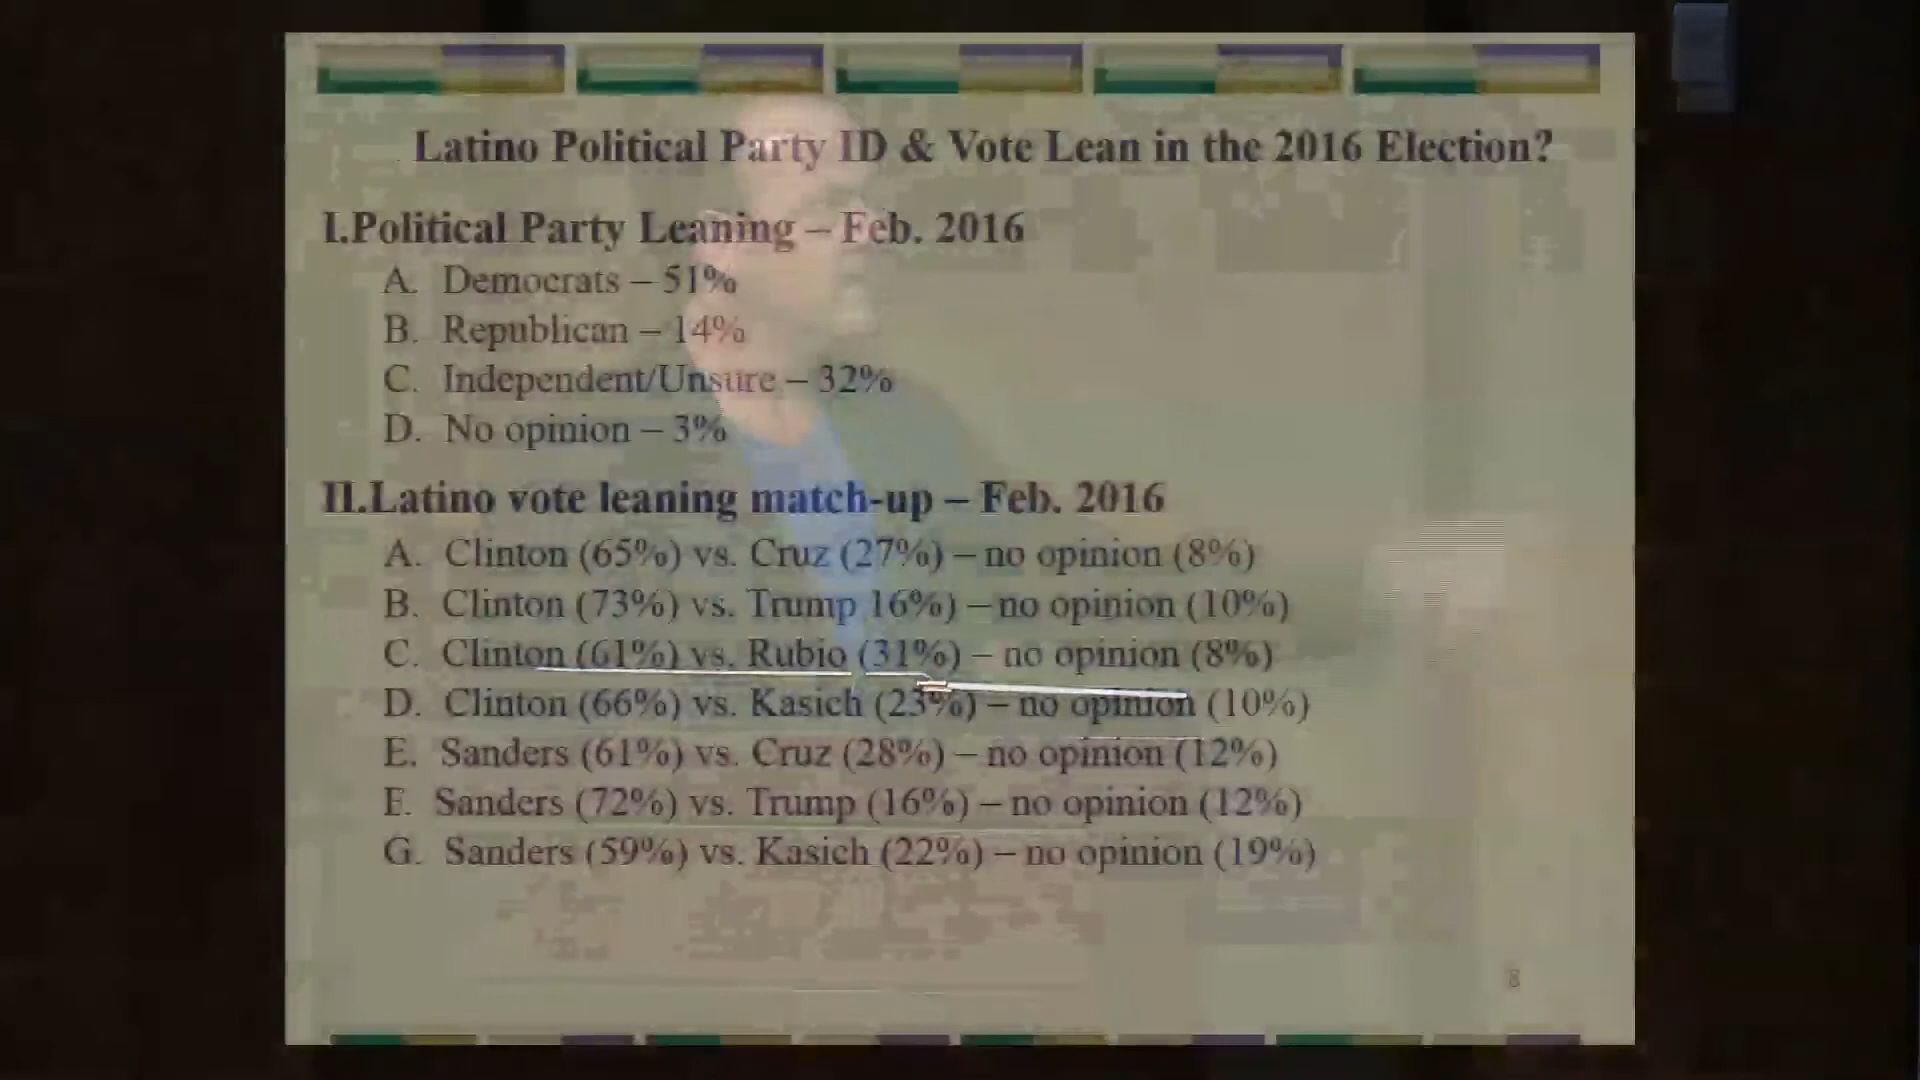 Latino Political Party ID & Vote Lean in the 2016 Election?
I.Political Party Leaning – Feb. 2016
A. Democrats – 51%
B. Republican – 14%
C. Independent/Unsure – 32%
D. No opinion – 3%
II.Latino vote leaning match-up – Feb. 2016
A. Clinton (65%) vs. Cruz (27%) – no opinion (8%)
B. Clinton (73%) vs. Trump 16%) – no opinion (10%)
C. Clinton (61%) vs. Rubio (31%) – no opinion (8%)
D. Clinton (66%) vs. Kasich (23%) – no opinion (10%)
E. Sanders (61%) vs. Cruz (28%) – no opinion (12%)
F. Sanders (72%) vs. Trump (16%) – no opinion (12%)
G. Sanders (59%) vs. Kasich (22%) – no opinion (19%)
8